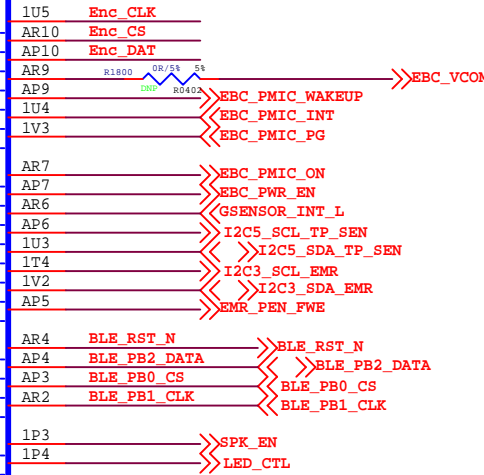 1U5 Enc_CLK
AR10 Enc_CS
AP10 Enc_DAT
AR9 R1800 0R/5% 5% EBC_VCOM
DNP R0402
AP9 EBC_PMIC_WAKEUP
1U4 EBC_PMIC_INT
1V3 EBC_PMIC_PG
AR7 EBC_PMIC_ON
AP7 EBC_PWR_EN
AR6 GSENSOR_INT_L
AP6 I2C5_SCL_TP_SEN
1U3 I2C5_SDA_TP_SEN
1T4 I2C3_SCL_EMR
1V2 I2C3_SDA_EMR
AP5 EMR_PEN_FWE
AR4 BLE_RST_N BLE_RST_N
AP4 BLE_PB2_DATA BLE_PB2_DATA
AP3 BLE_PB0_CS BLE_PB0_CS
AR2 BLE_PB1_CLK BLE_PB1_CLK
1P3 SPK_EN
1P4 LED_CTL